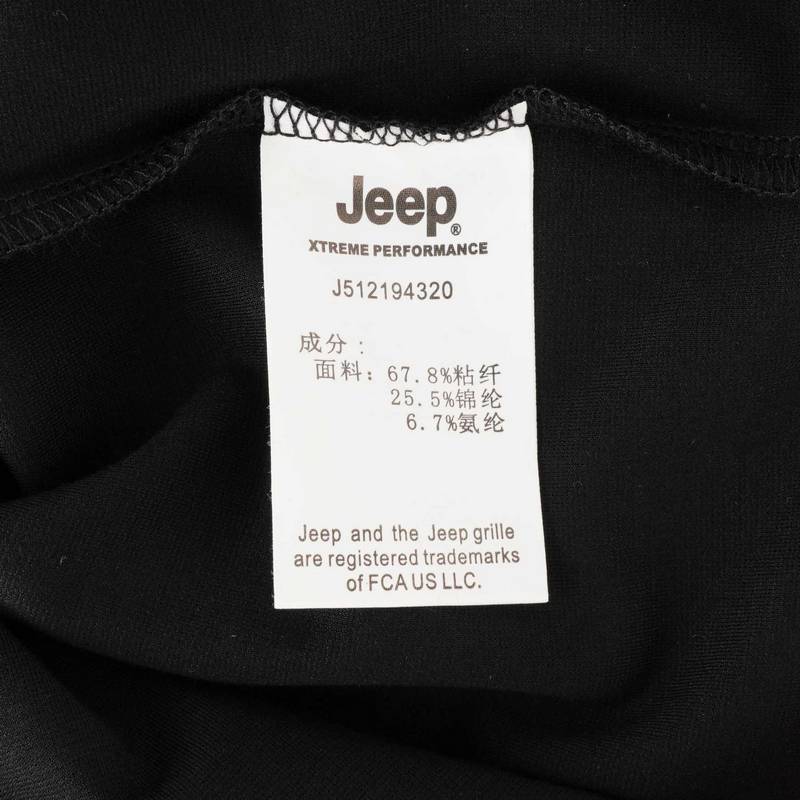 Jeep®
XTREME PERFORMANCE
J512194320
成分:
面料: 67.8%粘纤
25.5%锦纶
6.7%氨纶
Jeep and the Jeep grille
are registered trademarks
of FCA US LLC.